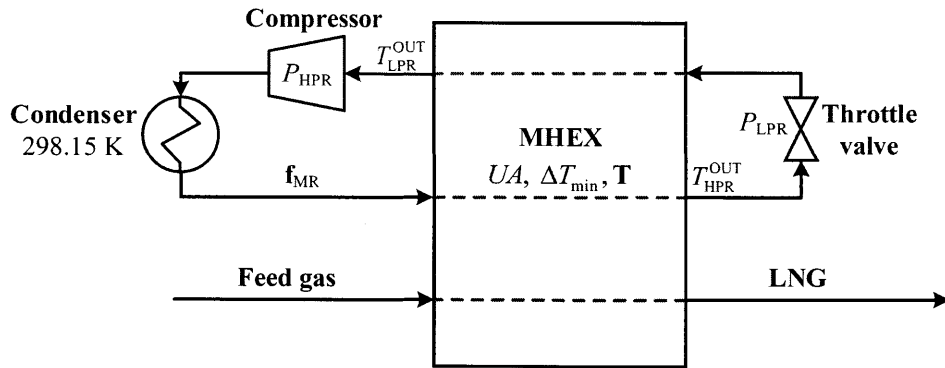 Compressor
T_LPR^OUT
P_HPR
Condenser
298.15 K
P_LPR
Throttle
valve
MHEX
UA, ΔT_min, T
f_MR
T_HPR^OUT
Feed gas
LNG